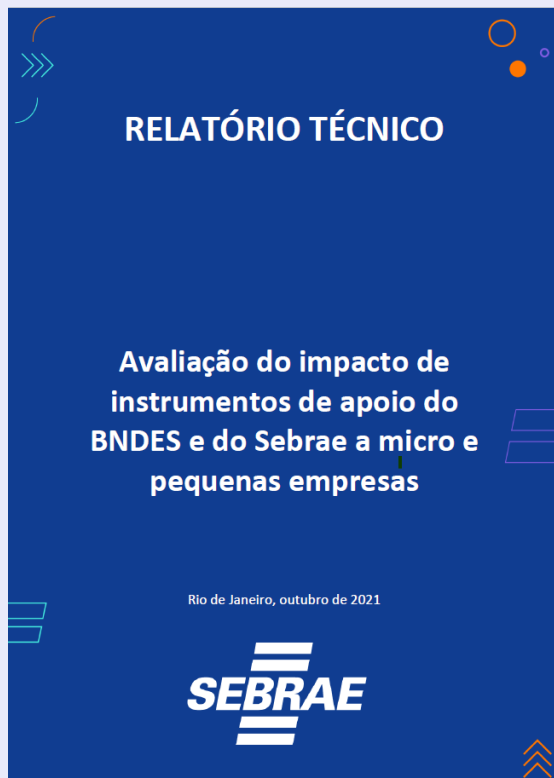 RELATÓRIO TÉCNICO
Avaliação do impacto de
instrumentos de apoio do
BNDES e do Sebrae a micro e
pequenas empresas
Rio de Janeiro, outubro de 2021
SEBRAE